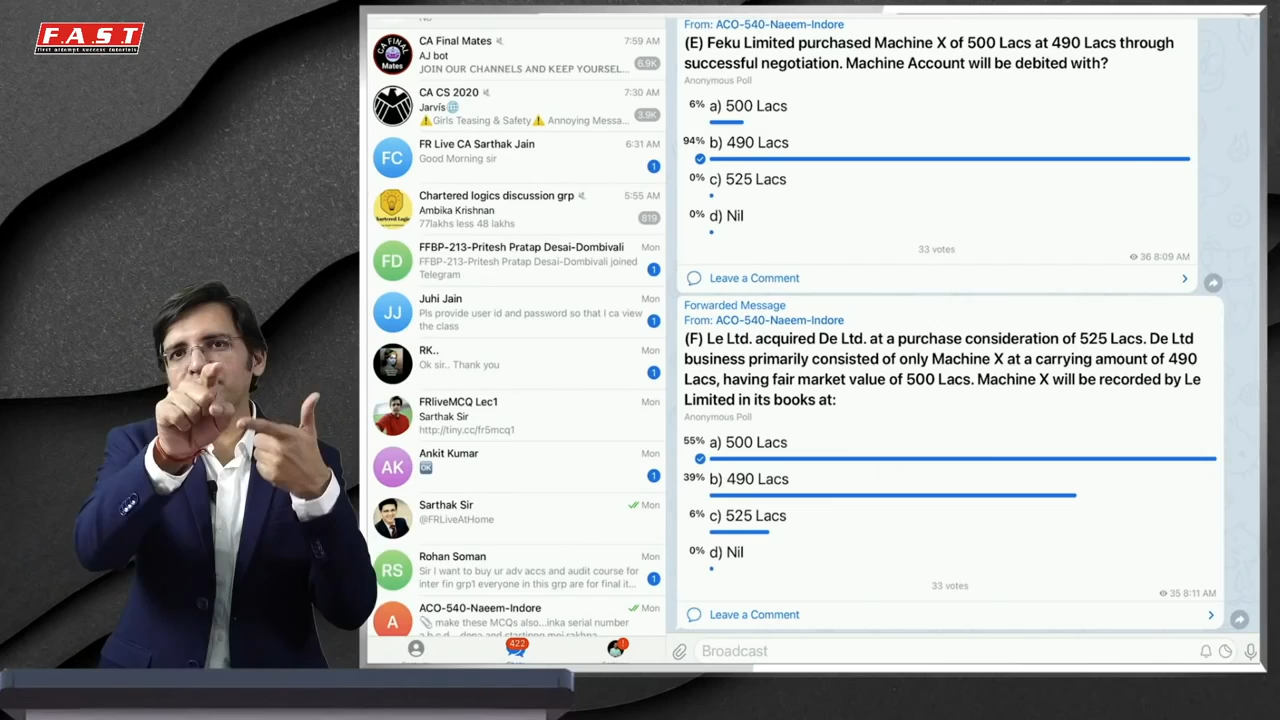 F.A.S.T
first attempt success tutorials
CA Final Mates
7:59 AM
AJ bot
JOIN OUR CHANNELS AND KEEP YOURSEL...
6.9K
CA CS 2020
7:30 AM
Jarvís
Girls Teasing & Safety Annoying Messa...
3.9K
FR Live CA Sarthak Jain
6:31 AM
FC
Good Morning sir
1
Chartered logics discussion grp
5:55 AM
Ambika Krishnan
77lakhs less 48 lakhs
819
FFBP-213-Pritesh Pratap Desai-Dombivali
Mon
FD
FFBP-213-Pritesh Pratap Desai-Dombivali joined
Telegram
1
Juhi Jain
Mon
JJ
Pls provide user id and password so that I ca view
the class
1
RK..
Mon
Ok sir.. Thank you
1
FRliveMCQ Lec1
Mon
Sarthak Sir
http://tiny.cc/fr5mcq1
Ankit Kumar
Mon
AK
OK
1
Sarthak Sir
Mon
@FRLiveAtHome
Rohan Soman
Mon
RS
Sir I want to buy ur adv accs and audit course for
inter fin grp1 everyone in this grp are for final it...
1
ACO-540-Naeem-Indore
Mon
A
make these MCQs also...inka serial number
422
From: ACO-540-Naeem-Indore
(E) Feku Limited purchased Machine X of 500 Lacs at 490 Lacs through
successful negotiation. Machine Account will be debited with?
Anonymous Poll
6% a) 500 Lacs
94% b) 490 Lacs
0% c) 525 Lacs
0% d) Nil
33 votes
36 8:09 AM
Leave a Comment
Forwarded Message
From: ACO-540-Naeem-Indore
(F) Le Ltd. acquired De Ltd. at a purchase consideration of 525 Lacs. De Ltd
business primarily consisted of only Machine X at a carrying amount of 490
Lacs, having fair market value of 500 Lacs. Machine X will be recorded by Le
Limited in its books at:
Anonymous Poll
55% a) 500 Lacs
39% b) 490 Lacs
6% c) 525 Lacs
0% d) Nil
33 votes
35 8:11 AM
Leave a Comment
Broadcast